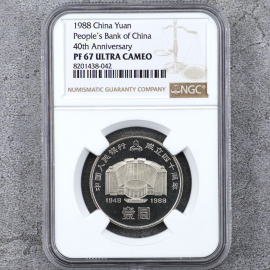 1988 China Yuan
People's Bank of China
40th Anniversary
PF 67 ULTRA CAMEO
8201438-042
NUMISMATIC GUARANTY COMPANY
NGC
中国人民银行成立四十周年
1948 1988
壹圆